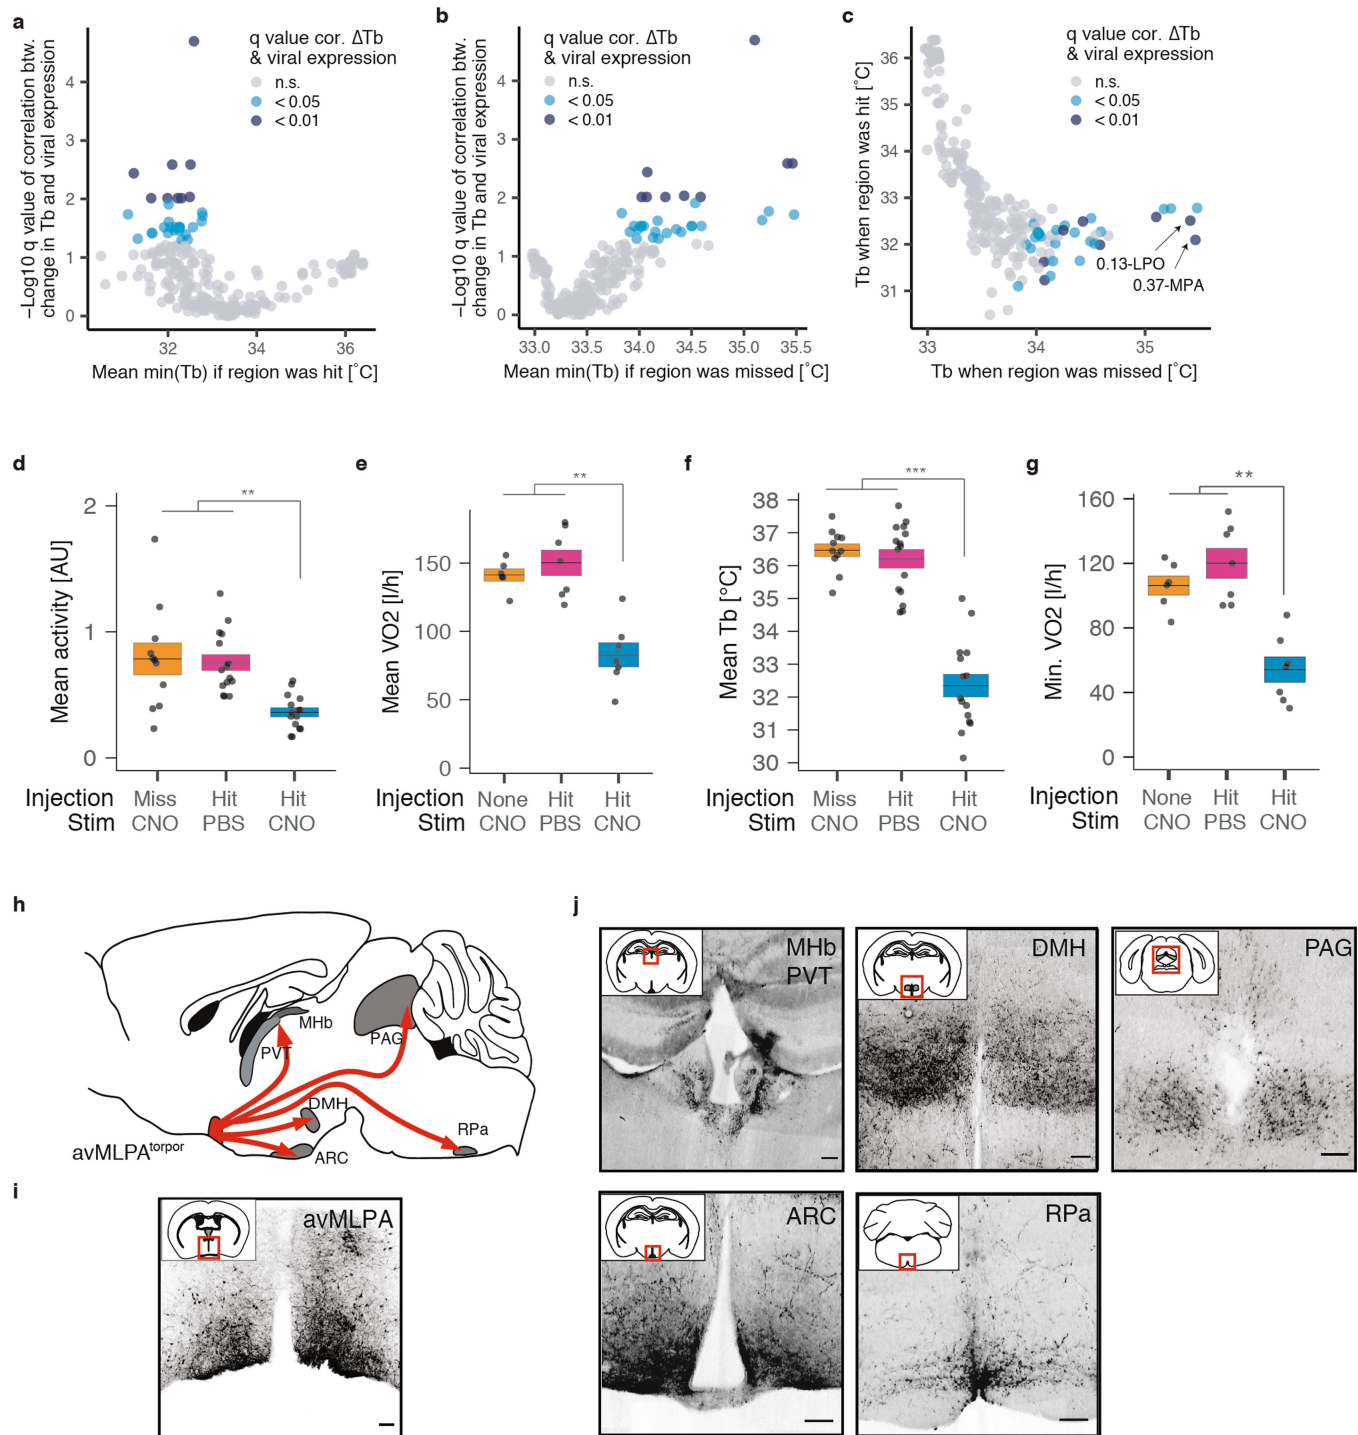 a
−Log10 q value of correlation btw.
change in Tb and viral expression
q value cor. ΔTb
& viral expression
n.s.
< 0.05
< 0.01
4
3
2
1
0
32
34
36
Mean min(Tb) if region was hit [˚C]
b
−Log10 q value of correlation btw.
change in Tb and viral expression
q value cor. ΔTb
& viral expression
n.s.
< 0.05
< 0.01
4
3
2
1
0
33.0
33.5
34.0
34.5
35.0
35.5
Mean min(Tb) if region was missed [˚C]
c
Tb when region was hit [˚C]
q value cor. ΔTb
& viral expression
n.s.
< 0.05
< 0.01
36
35
34
33
32
31
0.13-LPO
0.37-MPA
33
34
35
Tb when region was missed [˚C]
d
Mean activity [AU]
2
1
0
**
Injection
Stim
Miss
CNO
Hit
PBS
Hit
CNO
e
Mean VO2 [l/h]
150
100
50
0
**
Injection
Stim
None
CNO
Hit
PBS
Hit
CNO
f
Mean Tb [°C]
38
37
36
35
34
33
32
31
30
***
Injection
Stim
Miss
CNO
Hit
PBS
Hit
CNO
g
Min. VO2 [l/h]
160
120
80
40
0
**
Injection
Stim
None
CNO
Hit
PBS
Hit
CNO
h
MHb
PVT
PAG
DMH
RPa
ARC
avMLPAtorpor
i
avMLPA
j
MHb
PVT
DMH
PAG
ARC
RPa